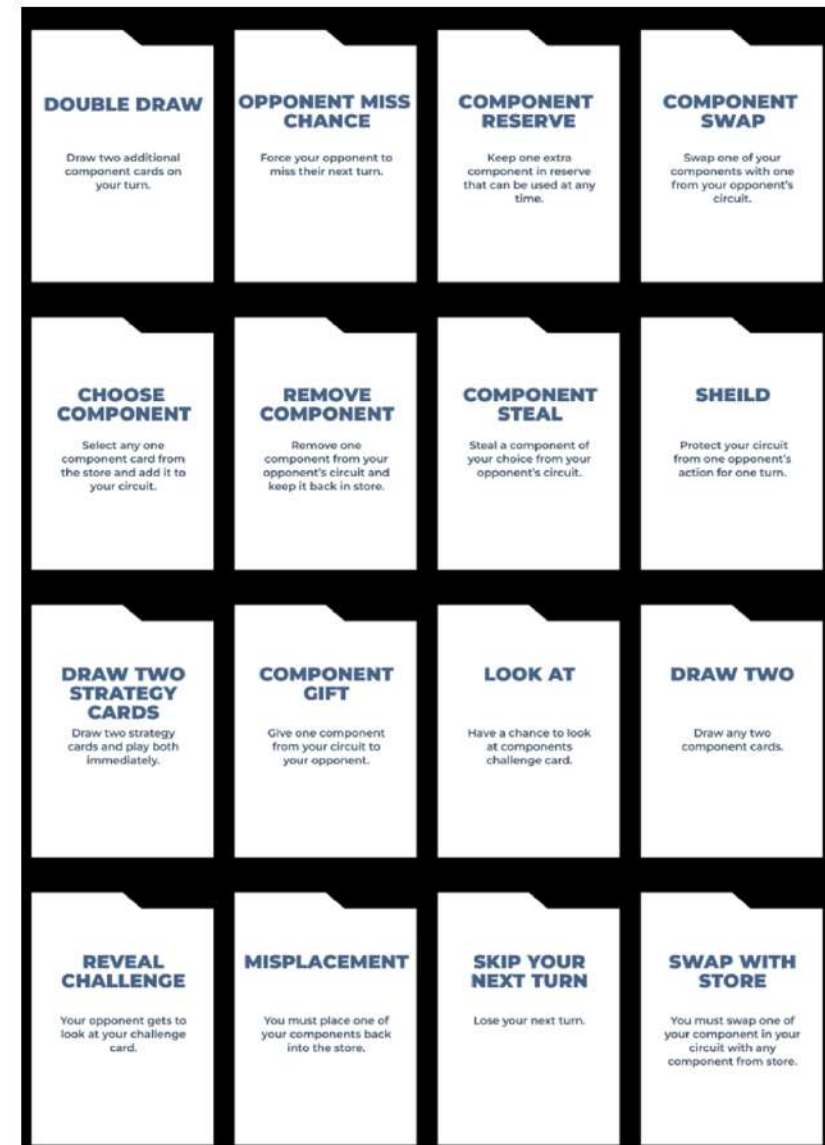 DOUBLE DRAW
Draw two additional
component cards on
your turn.
OPPONENT MISS
CHANCE
Force your opponent to
miss their next turn.
COMPONENT
RESERVE
Keep one extra
component in reserve
that can be used at any
time.
COMPONENT
SWAP
Swap one of your
components with one
from your opponent's
circuit.
CHOOSE
COMPONENT
Select any one
component card from
the store and add it to
your circuit.
REMOVE
COMPONENT
Remove one
component from your
opponent's circuit and
keep it back in store.
COMPONENT
STEAL
Steal a component of
your choice from your
opponent's circuit.
SHEILD
Protect your circuit
from one opponent's
action for one turn.
DRAW TWO
STRATEGY
CARDS
Draw two strategy
cards and play both
immediately.
COMPONENT
GIFT
Give one component
from your circuit to
your opponent.
LOOK AT
Have a chance to look
at components
challenge card.
DRAW TWO
Draw any two
component cards.
REVEAL
CHALLENGE
Your opponent gets to
look at your challenge
card.
MISPLACEMENT
You must place one of
your components back
into the store.
SKIP YOUR
NEXT TURN
Lose your next turn.
SWAP WITH
STORE
You must swap one of
your component in your
circuit with any
component from store.